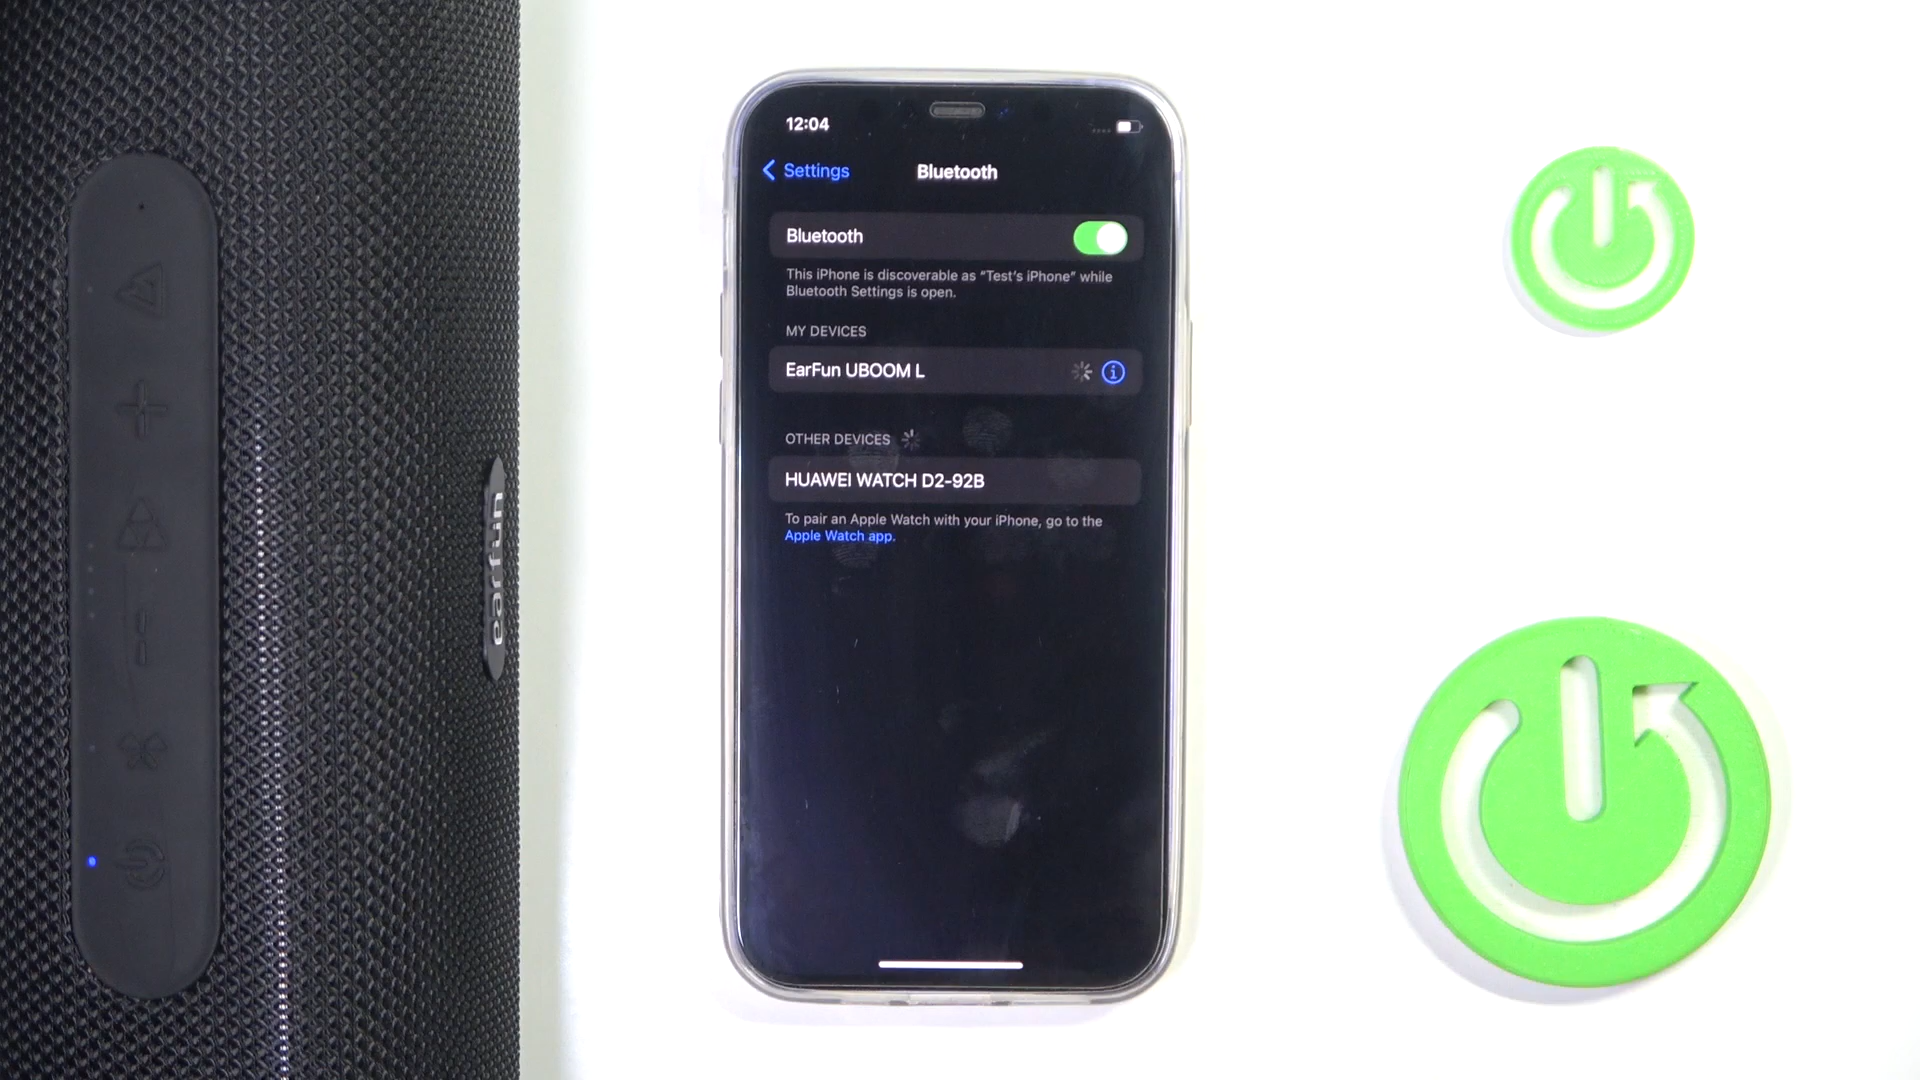 earfun
12:04
Settings
Bluetooth
Bluetooth
This iPhone is discoverable as “Test’s iPhone” while
Bluetooth Settings is open.
MY DEVICES
EarFun UBOOM L
OTHER DEVICES
HUAWEI WATCH D2-92B
To pair an Apple Watch with your iPhone, go to the
Apple Watch app.